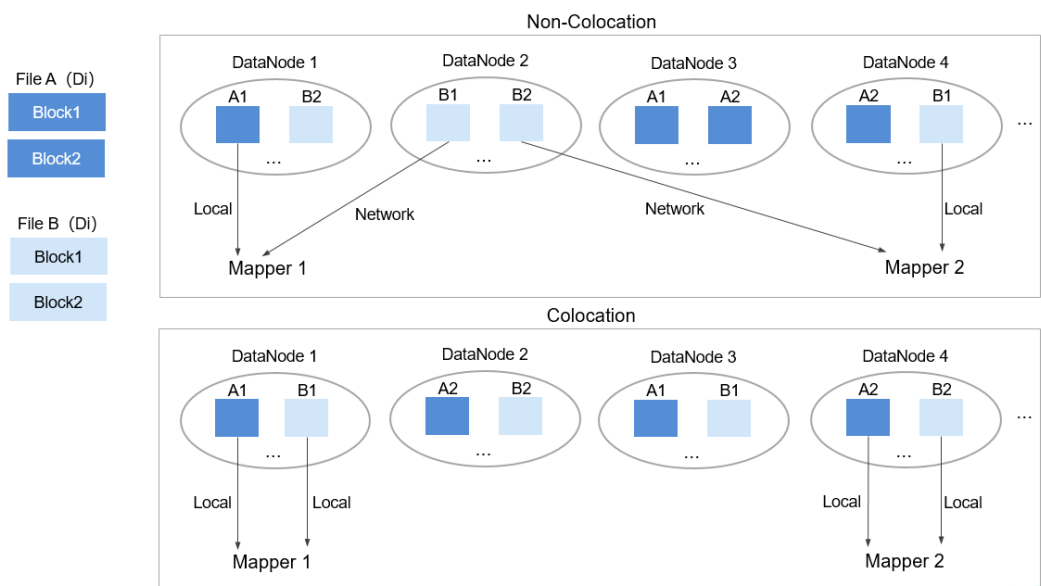 Non-Colocation
File A (Di)
Block1
Block2
File B (Di)
Block1
Block2
DataNode 1
DataNode 2
DataNode 3
DataNode 4
A1 B2
B1 B2
A1 A2
A2 B1
...
...
...
...
...
Local
Network
Network
Local
Mapper 1
Mapper 2
Colocation
DataNode 1
DataNode 2
DataNode 3
DataNode 4
A1 B1
A2 B2
A1 B1
A2 B2
...
...
...
...
...
Local
Local
Local
Local
Mapper 1
Mapper 2